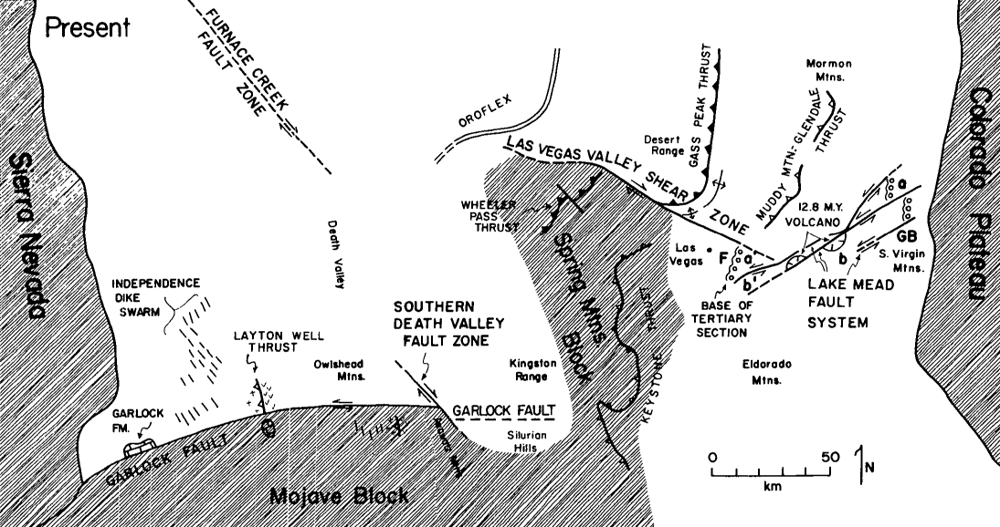 Present
FURNACE CREEK
FAULT ZONE
Sierra Nevada
Colorado Plateau
OROFLEX
LAS VEGAS VALLEY SHEAR
ZONE
Desert
Range
GASS PEAK THRUST
Mormon
Mtns.
MUDDY MTN.-GLENDALE
THRUST
12.8 M.Y.
VOLCANO
WHEELER
PASS
THRUST
Death Valley
Spring Mtns.
Block
Las
Vegas
F
a
b'
a
b
GB
S. Virgin
Mtns.
LAKE MEAD
FAULT
SYSTEM
BASE OF
TERTIARY
SECTION
INDEPENDENCE
DIKE
SWARM
LAYTON WELL
THRUST
SOUTHERN
DEATH VALLEY
FAULT ZONE
Owlshead
Mtns.
Kingston
Range
KEYSTONE
THRUST
Eldorado
Mtns.
GARLOCK
FM.
GARLOCK FAULT
GARLOCK FAULT
Silurian
Hills
Mojave Block
0 50
km
N